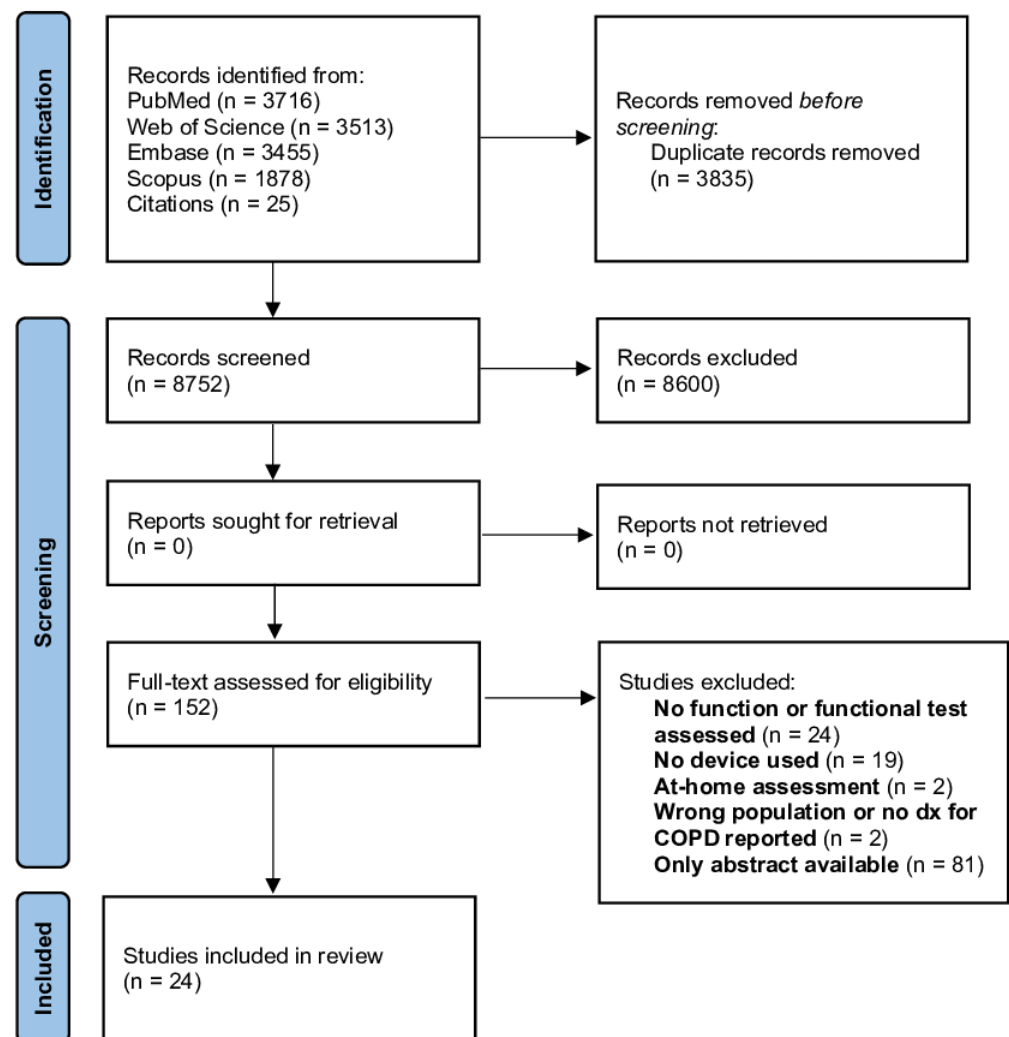 Identification
Records identified from:
PubMed (n = 3716)
Web of Science (n = 3513)
Embase (n = 3455)
Scopus (n = 1878)
Citations (n = 25)
Records removed before
screening:
Duplicate records removed
(n = 3835)
Screening
Records screened
(n = 8752)
Records excluded
(n = 8600)
Reports sought for retrieval
(n = 0)
Reports not retrieved
(n = 0)
Full-text assessed for eligibility
(n = 152)
Studies excluded:
No function or functional test
assessed (n = 24)
No device used (n = 19)
At-home assessment (n = 2)
Wrong population or no dx for
COPD reported (n = 2)
Only abstract available (n = 81)
Included
Studies included in review
(n = 24)